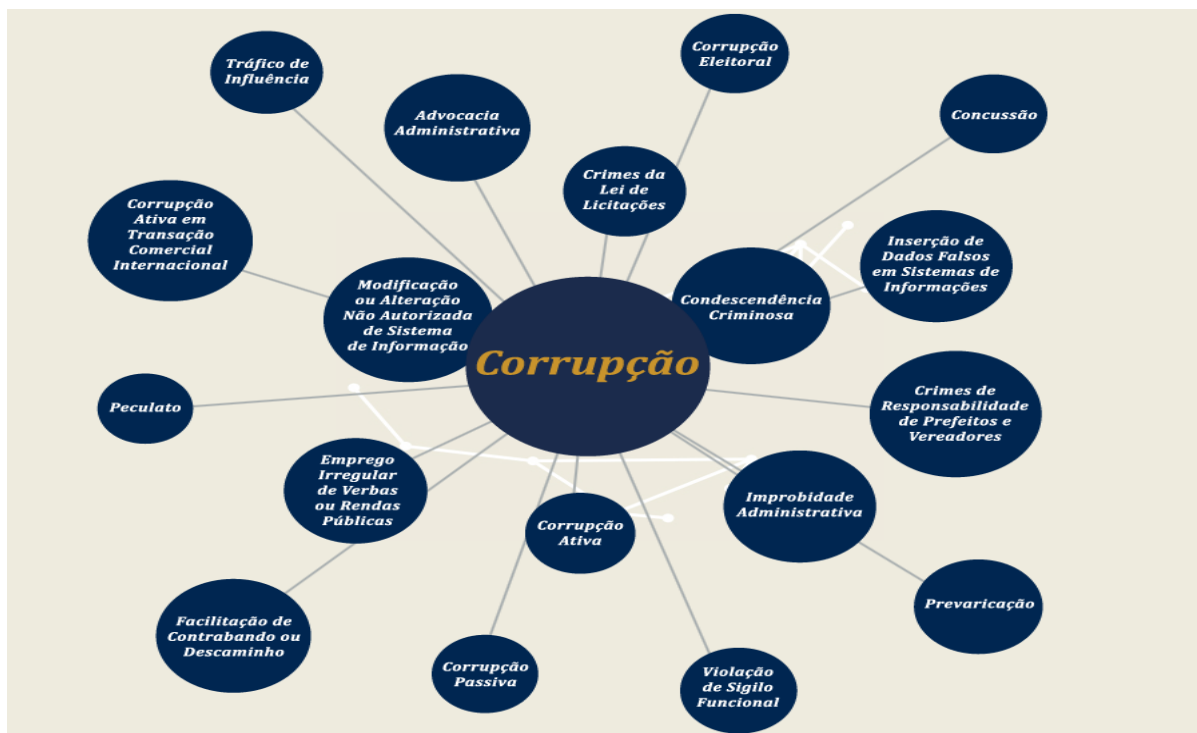 Corrupção
Eleitoral
Tráfico de
Influência
Advocacia
Administrativa
Concussão
Crimes da
Lei de
Licitações
Corrupção
Ativa em
Transação
Comercial
Internacional
Inserção de
Dados Falsos
em Sistemas de
Informações
Modificação
ou Alteração
Não Autorizada
de Sistema
de Informação
Condescendência
Criminosa
Corrupção
Peculato
Crimes de
Responsabilidade
de Prefeitos e
Vereadores
Emprego
Irregular
de Verbas
ou Rendas
Públicas
Improbidade
Administrativa
Corrupção
Ativa
Prevaricação
Facilitação de
Contrabando ou
Descaminho
Corrupção
Passiva
Violação
de Sigilo
Funcional